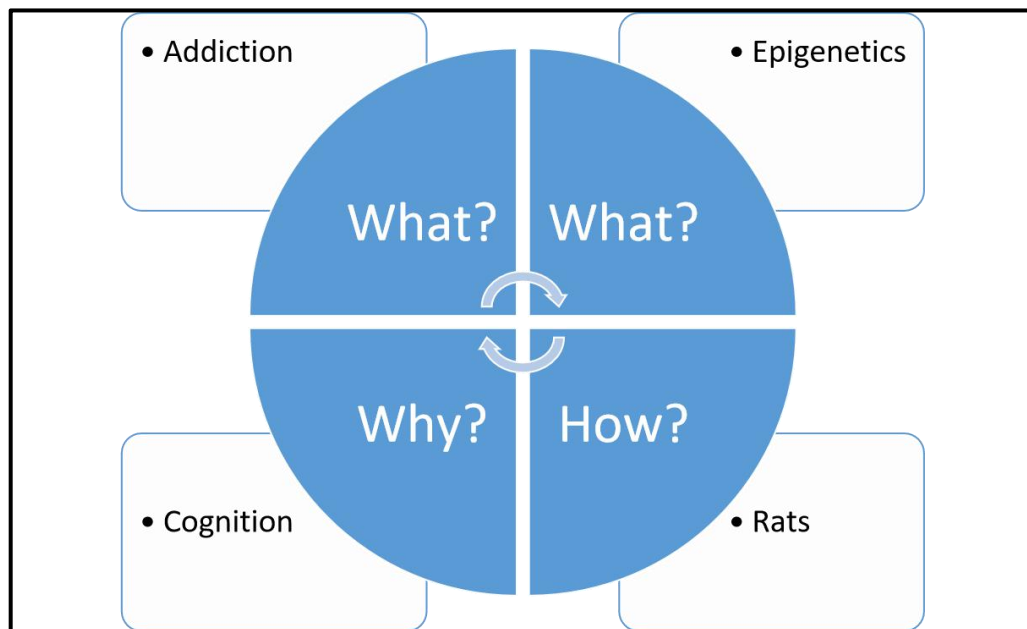 • Addiction
• Epigenetics
What?
What?
Why?
How?
• Cognition
• Rats